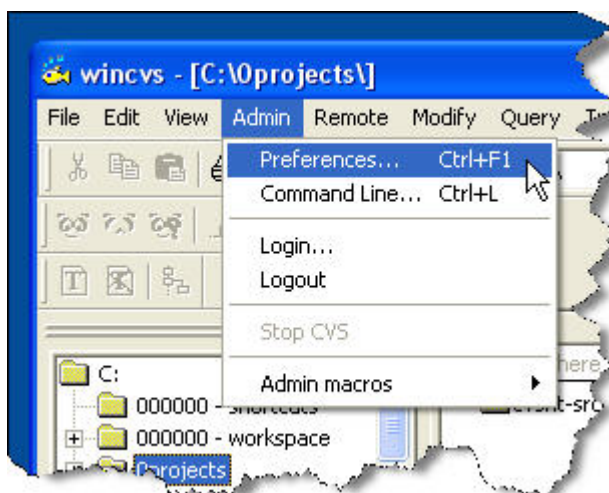 wincvs - [C:\0projects\]
File Edit View Admin Remote Modify Query
Preferences... Ctrl+F1
Command Line... Ctrl+L
Login...
Logout
Stop CVS
Admin macros
C:
000000 - shortcuts
000000 - workspace
0projects